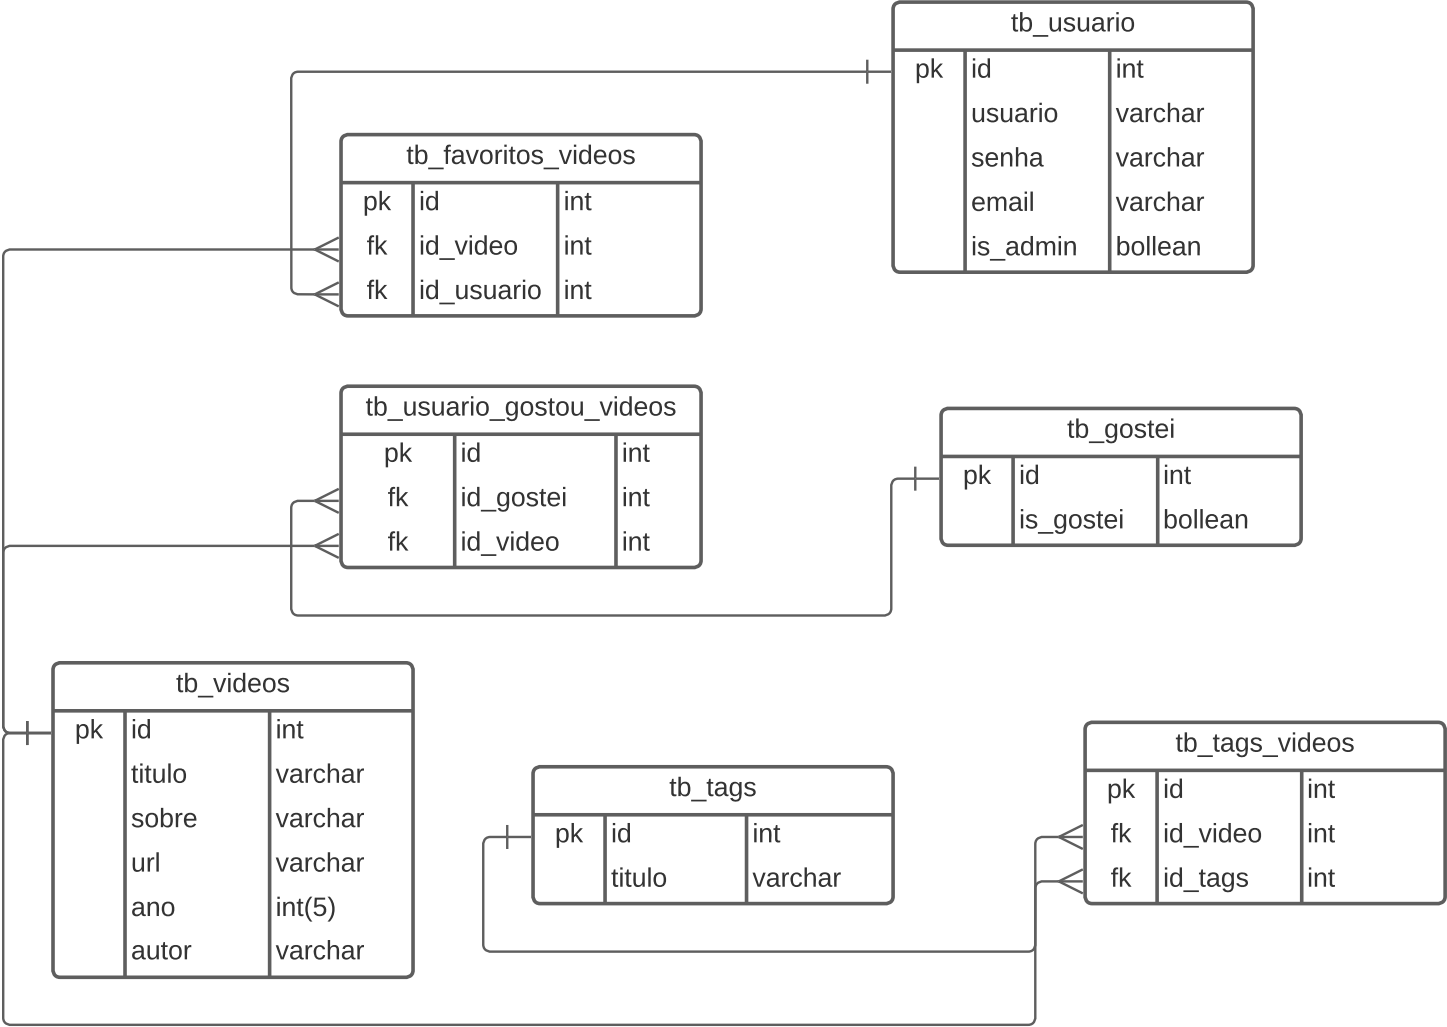 tb_usuario
pk id int
usuario varchar
senha varchar
email varchar
is_admin bollean
tb_favoritos_videos
pk id int
fk id_video int
fk id_usuario int
tb_usuario_gostou_videos
pk id int
fk id_gostei int
fk id_video int
tb_gostei
pk id int
is_gostei bollean
tb_videos
pk id int
titulo varchar
sobre varchar
url varchar
ano int(5)
autor varchar
tb_tags
pk id int
titulo varchar
tb_tags_videos
pk id int
fk id_video int
fk id_tags int